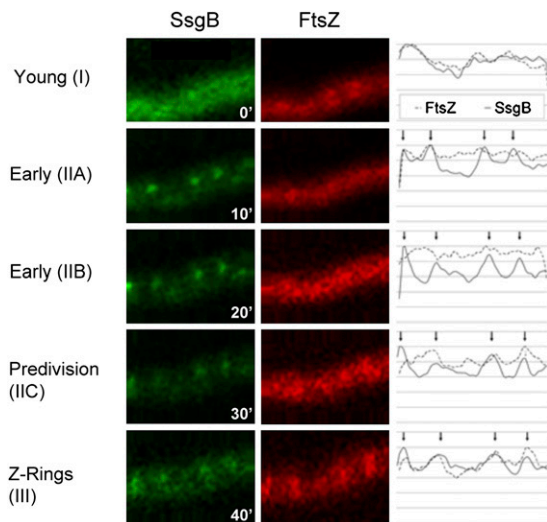 SsgB FtsZ
Young (I)
0'
FtsZ SsgB
Early (IIA)
10'
Early (IIB)
20'
Predivision
(IIC)
30'
Z-Rings
(III)
40'